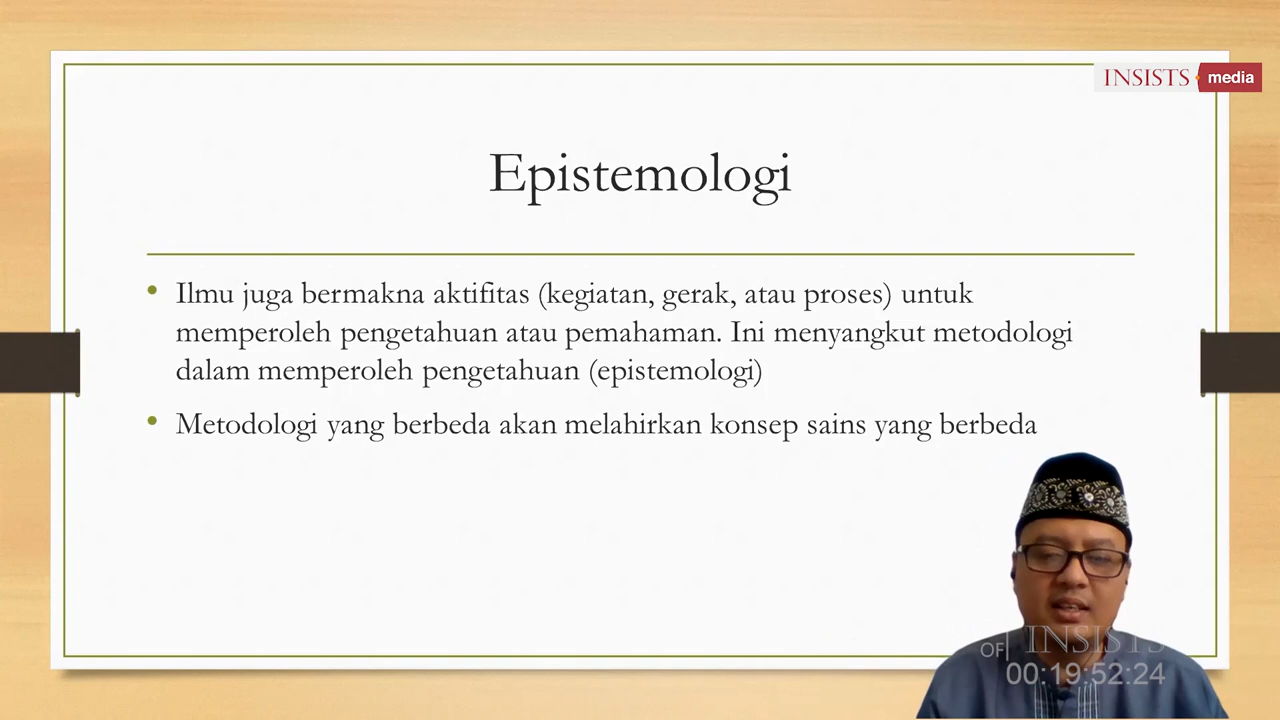 INSISTS media
Epistemologi
• Ilmu juga bermakna aktifitas (kegiatan, gerak, atau proses) untuk
memperoleh pengetahuan atau pemahaman. Ini menyangkut metodologi
dalam memperoleh pengetahuan (epistemologi)
• Metodologi yang berbeda akan melahirkan konsep sains yang berbeda
OF INSISTS
00:19:52:24